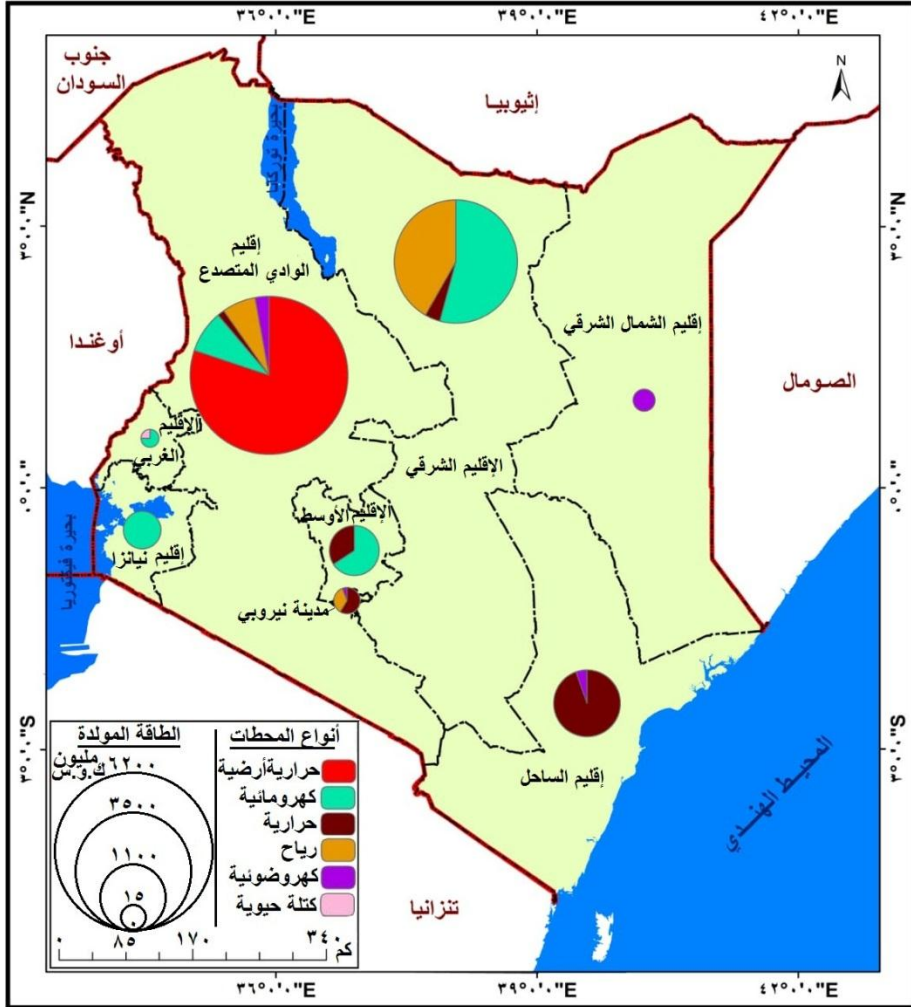 ٣٦°٠'٠"E
٣٩°٠'٠"E
٤٢°٠'٠"E
جنوب
السودان
إثيوبيا
N
بحيرة توركانا
٣°٠'٠"N
٣°٠'٠"N
إقليم
الوادي المتصدع
إقليم الشمال الشرقي
أوغندا
الصومال
الإقليم
الغربي
الإقليم الشرقي
٠°٠'٠"
٠°٠'٠"
الإقليم الأوسط
إقليم نيانزا
بحيرة فيكتوريا
مدينة نيروبي
إقليم الساحل
المحيط الهندي
٣°٠'٠"S
٣°٠'٠"S
تنزانيا
أنواع المحطات
حرارية أرضية
كهرومائية
حرارية
رياح
كهروضوئية
كتلة حيوية
الطاقة المولدة
مليون
ك.و.س
٦٢٠٠
٣٥٠٠
١١٠٠
١٥
٠
٠ ٨٥ ١٧٠ ٣٤٠
كم
٣٦°٠'٠"E
٣٩°٠'٠"E
٤٢°٠'٠"E